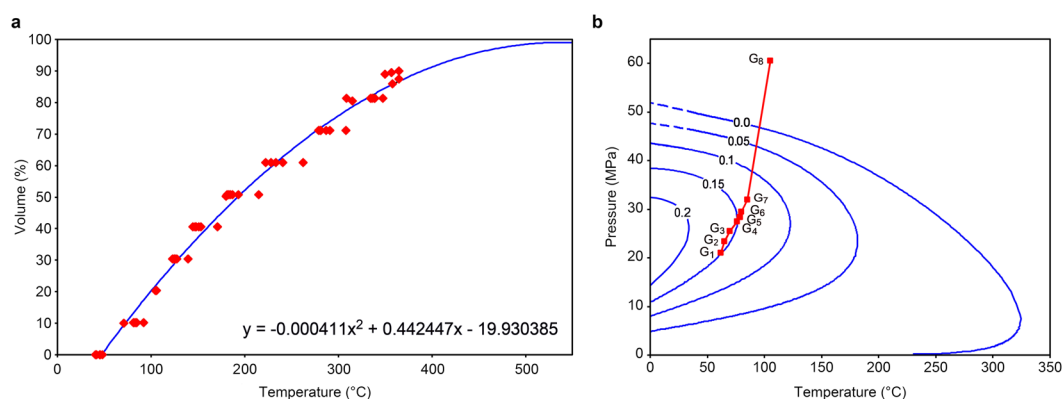 a
100
90
80
70
60
50
40
30
20
10
0
Volume (%)
y = -0.000411x² + 0.442447x - 19.930385
0 100 200 300 400 500
Temperature (°C)
b
60
50
40
30
20
10
0
Pressure (MPa)
G₈
0.0
0.05
0.1
0.15
0.2
G₇
G₆
G₅
G₄
G₃
G₂
G₁
0 50 100 150 200 250 300 350
Temperature (°C)